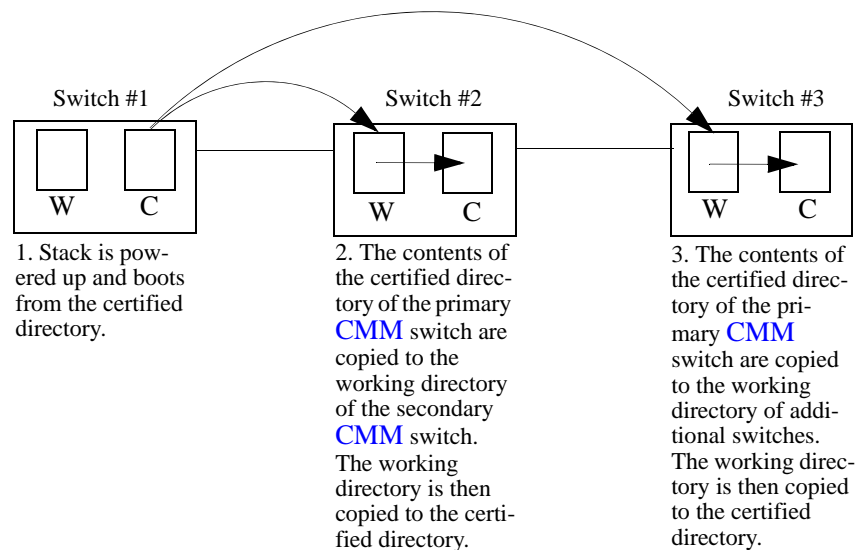 Switch #1
Switch #2
Switch #3
W
C
W
C
W
C
1. Stack is pow-
ered up and boots
from the certified
directory.
2. The contents of
the certified direc-
tory of the primary
CMM switch are
copied to the
working directory
of the secondary
CMM switch.
The working
directory is then
copied to the certi-
fied directory.
3. The contents of
the certified direc-
tory of the pri-
mary CMM
switch are copied
to the working
directory of addi-
tional switches.
The working direc-
tory is then copied
to the certified
directory.